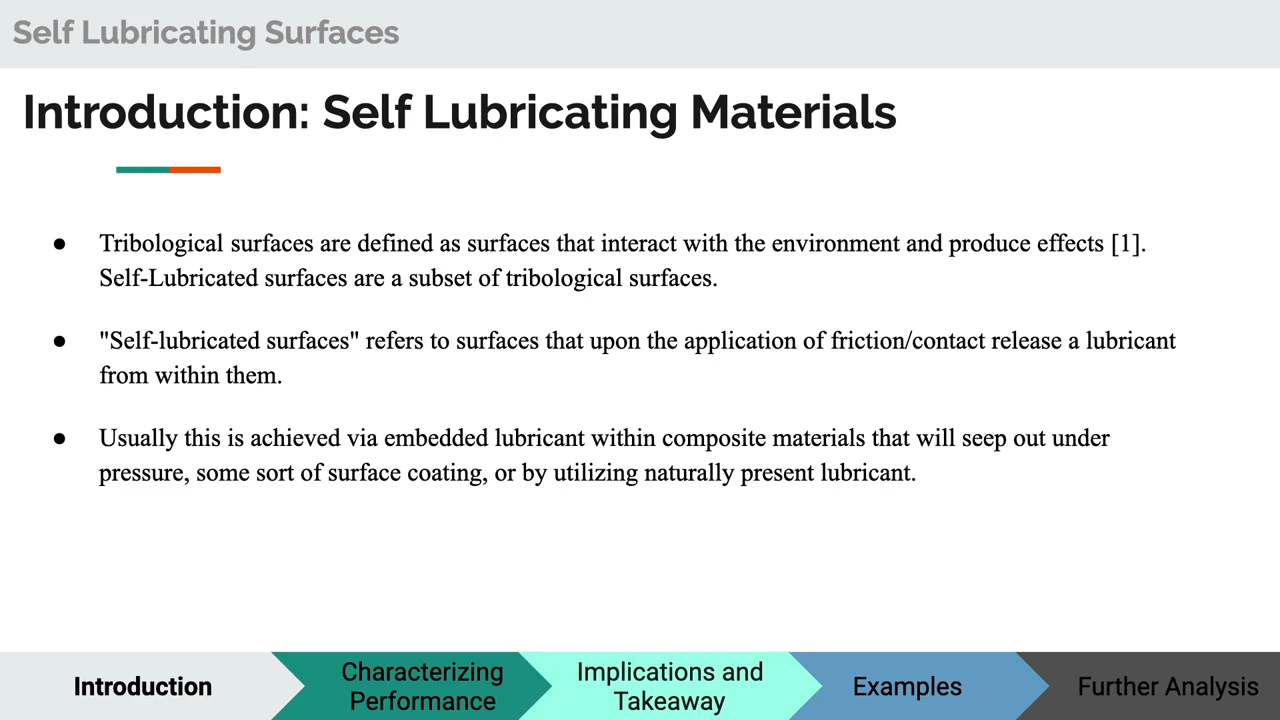 Self Lubricating Surfaces
Introduction: Self Lubricating Materials
● Tribological surfaces are defined as surfaces that interact with the environment and produce effects [1].
Self-Lubricated surfaces are a subset of tribological surfaces.
● "Self-lubricated surfaces" refers to surfaces that upon the application of friction/contact release a lubricant
from within them.
● Usually this is achieved via embedded lubricant within composite materials that will seep out under
pressure, some sort of surface coating, or by utilizing naturally present lubricant.
Introduction
Characterizing
Performance
Implications and
Takeaway
Examples
Further Analysis